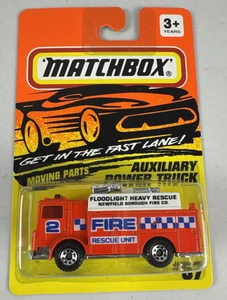 3+
YEARS
MATCHBOX®
GET IN THE FAST LANE!
MOVING PARTS
AUXILIARY
POWER TRUCK
FLOODLIGHT HEAVY RESCUE
NEWFIELD BOROUGH FIRE CO.
2
FIRE
RESCUE UNIT